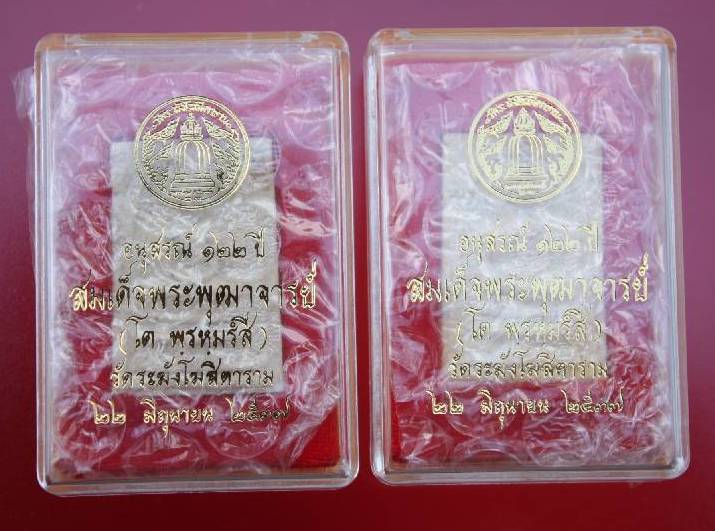 อนุสรณ์ ๑๒๒ ปี
สมเด็จพระพุฒาจารย์
(โต พรหมรังสี)
วัดระฆังโฆสิตาราม
๒๒ มิถุนายน ๒๕๓๗
อนุสรณ์ ๑๒๒ ปี
สมเด็จพระพุฒาจารย์
(โต พรหมรังสี)
วัดระฆังโฆสิตาราม
๒๒ มิถุนายน ๒๕๓๗